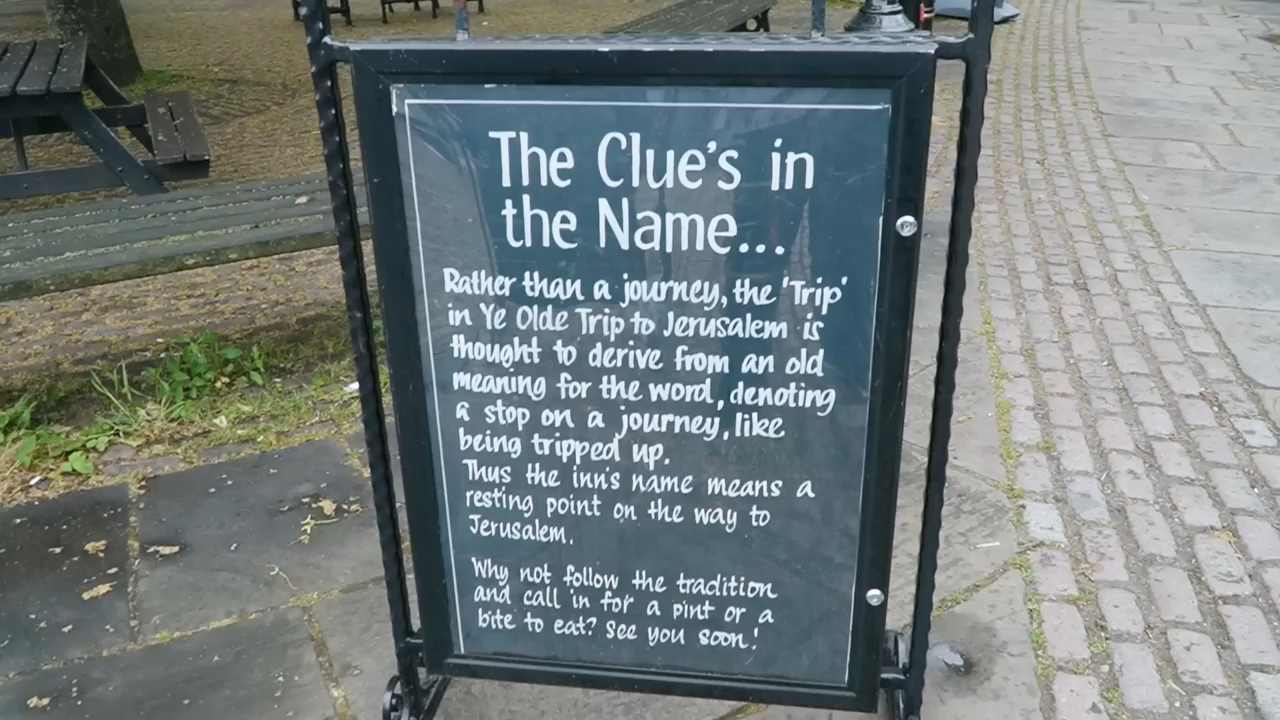 The Clue's in
the Name...
Rather than a journey, the 'Trip'
in Ye Olde Trip to Jerusalem is
thought to derive from an old
meaning for the word, denoting
a stop on a journey, like
being tripped up.
Thus the inn's name means a
resting point on the way to
Jerusalem.
Why not follow the tradition
and call in for a pint or a
bite to eat? See you soon!